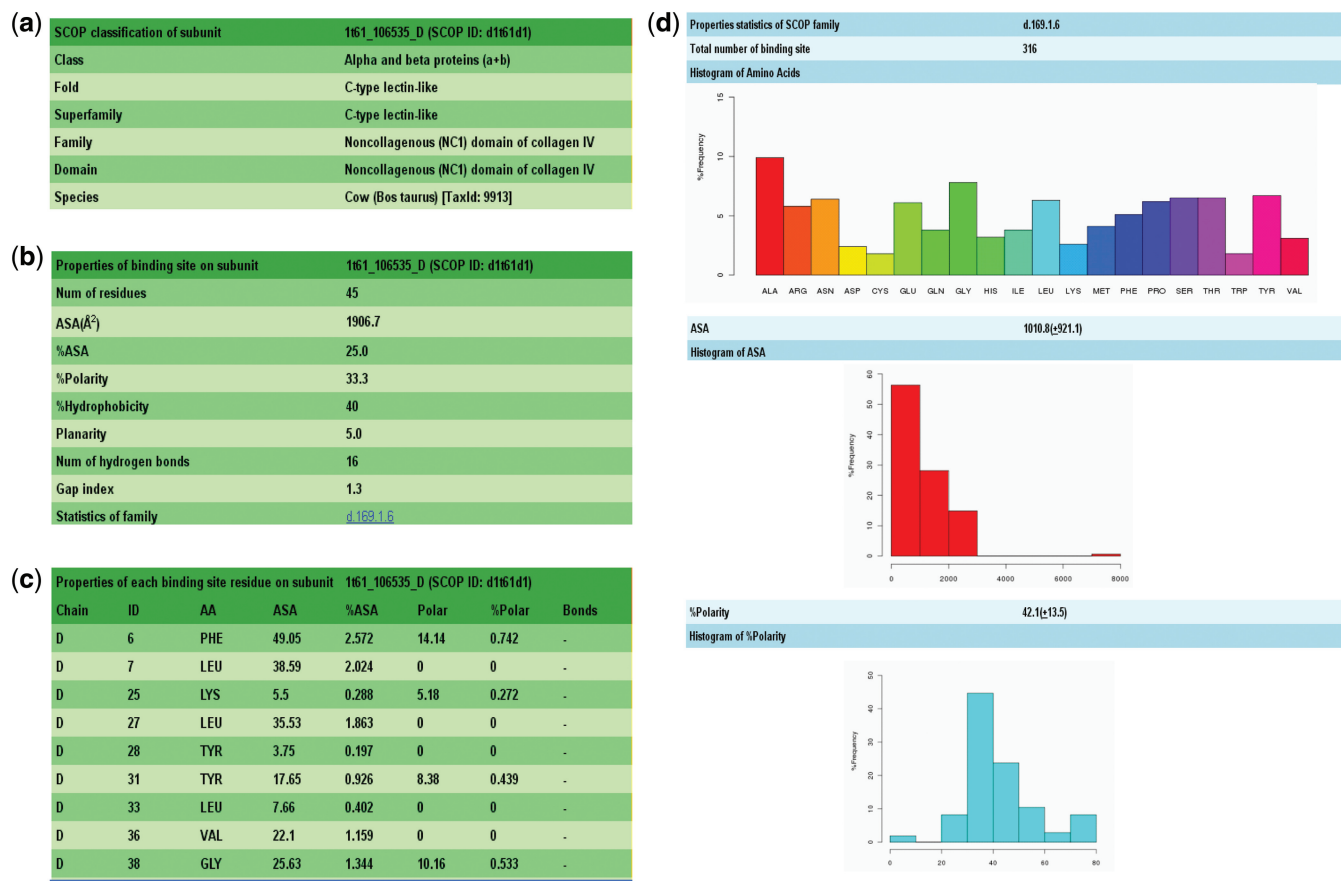 (a)
SCOP classification of subunit 1t61_106535_D (SCOP ID: d1t61d1)
Class Alpha and beta proteins (a+b)
Fold C-type lectin-like
Superfamily C-type lectin-like
Family Noncollagenous (NC1) domain of collagen IV
Domain Noncollagenous (NC1) domain of collagen IV
Species Cow (Bos taurus) [TaxId: 9913]
(b)
Properties of binding site on subunit 1t61_106535_D (SCOP ID: d1t61d1)
Num of residues 45
ASA(Å²) 1906.7
%ASA 25.0
%Polarity 33.3
%Hydrophobicity 40
Planarity 5.0
Num of hydrogen bonds 16
Gap index 1.3
Statistics of family d.169.1.6
(c)
Properties of each binding site residue on subunit 1t61_106535_D (SCOP ID: d1t61d1)
Chain ID AA ASA %ASA Polar %Polar Bonds
D 6 PHE 49.05 2.572 14.14 0.742 -
D 7 LEU 38.59 2.024 0 0 -
D 25 LYS 5.5 0.288 5.18 0.272 -
D 27 LEU 35.53 1.863 0 0 -
D 28 TYR 3.75 0.197 0 0 -
D 31 TYR 17.65 0.926 8.38 0.439 -
D 33 LEU 7.66 0.402 0 0 -
D 36 VAL 22.1 1.159 0 0 -
D 38 GLY 25.63 1.344 10.16 0.533 -
(d)
Properties statistics of SCOP family d.169.1.6
Total number of binding site 316
Histogram of Amino Acids
%Frequency
15
10
5
0
ALA ARG ASN ASP CYS GLU GLN GLY HIS ILE LEU LYS MET PHE PRO SER THR TRP TYR VAL
ASA 1010.8(±921.1)
Histogram of ASA
%Frequency
60
50
40
30
20
10
0
0 2000 4000 6000 8000
%Polarity 42.1(±13.5)
Histogram of %Polarity
%Frequency
50
40
30
20
10
0
0 20 40 60 80